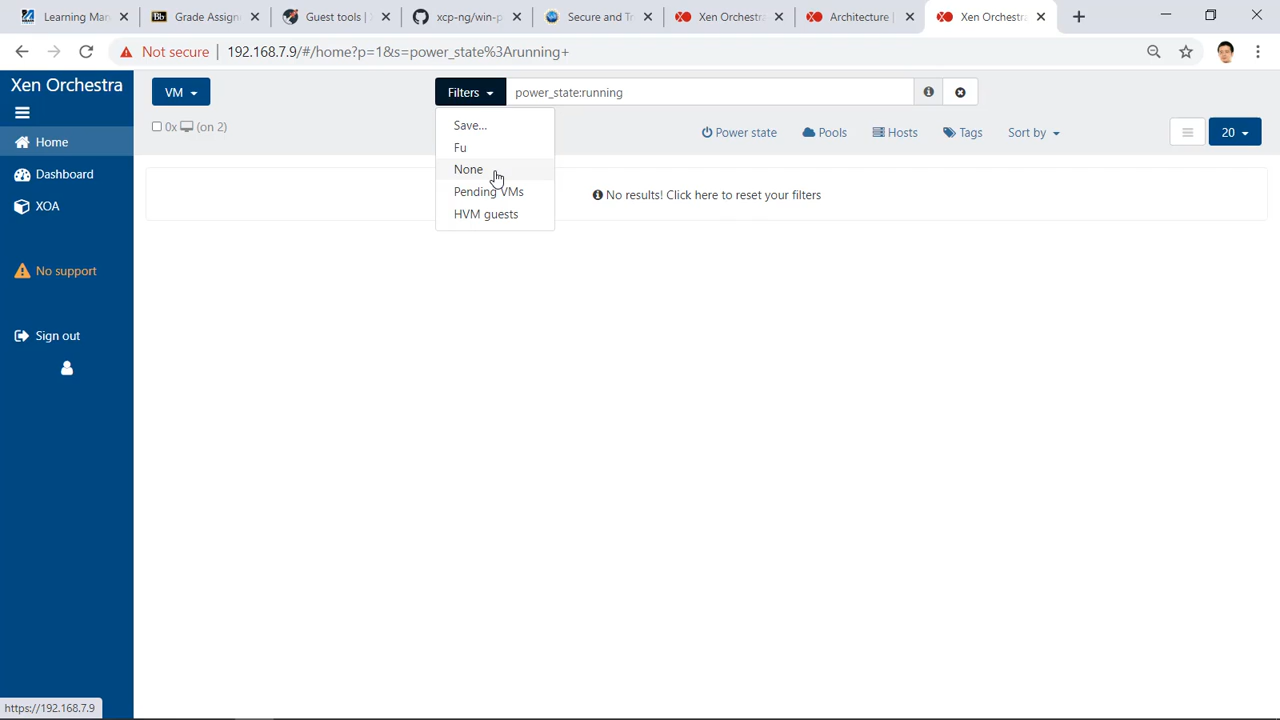 Learning Man
Grade Assign
Guest tools | X
xcp-ng/win-p
Secure and Tr
Xen Orchestra
Architecture |
Xen Orchestra
Not secure
192.168.7.9/#/home?p=1&s=power_state%3Arunning+
Xen Orchestra
VM
Filters
power_state:running
0x (on 2)
Save...
Fu
None
Pending VMs
HVM guests
Power state
Pools
Hosts
Tags
Sort by
20
Home
Dashboard
XOA
No results! Click here to reset your filters
No support
Sign out
https://192.168.7.9